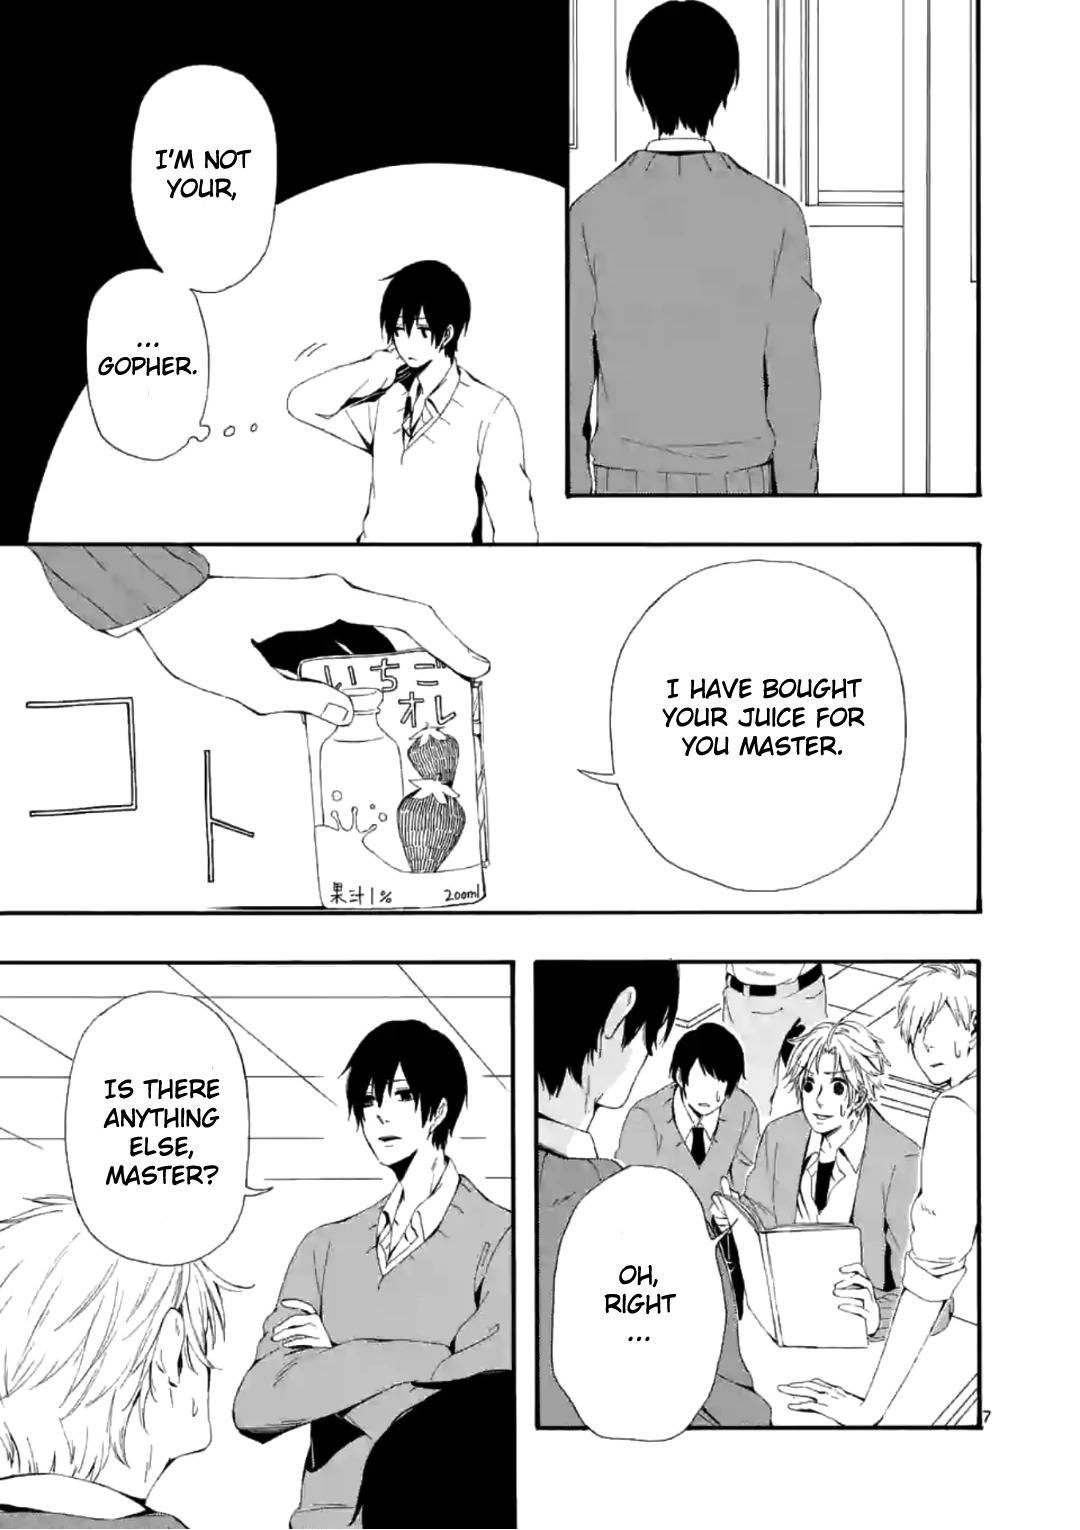 I'M NOT
YOUR,
...
GOPHER.
I HAVE BOUGHT
YOUR JUICE FOR
YOU MASTER.
いちご
オレ
果汁1%
200ml
コト
OH,
RIGHT
...
IS THERE
ANYTHING
ELSE,
MASTER?
7